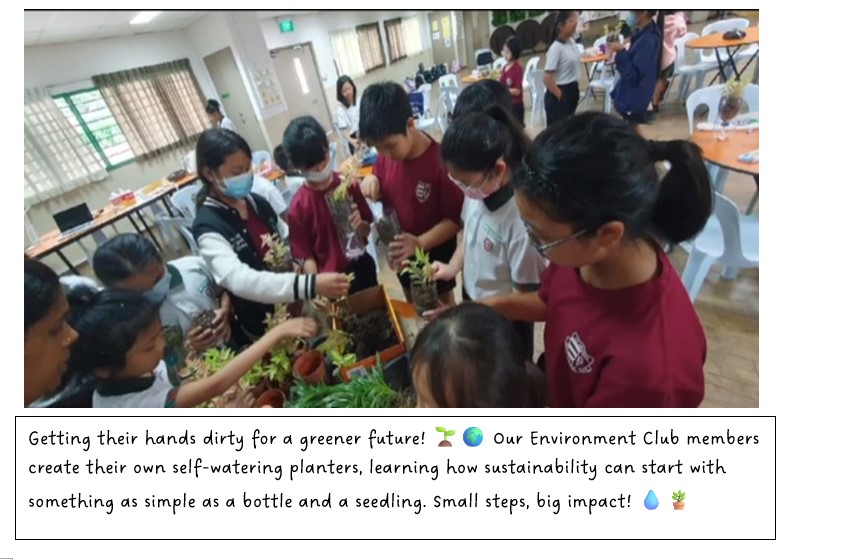 Getting their hands dirty for a greener future! 🌱 🌍 Our Environment Club members
create their own self-watering planters, learning how sustainability can start with
something as simple as a bottle and a seedling. Small steps, big impact! 💧 🪴